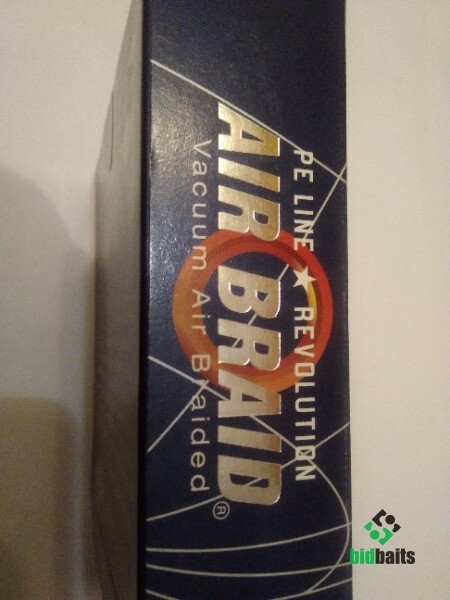 PE LINE ★ REVOLUTION
AIR BRAID®
Vacuum Air Braided
bidbaits